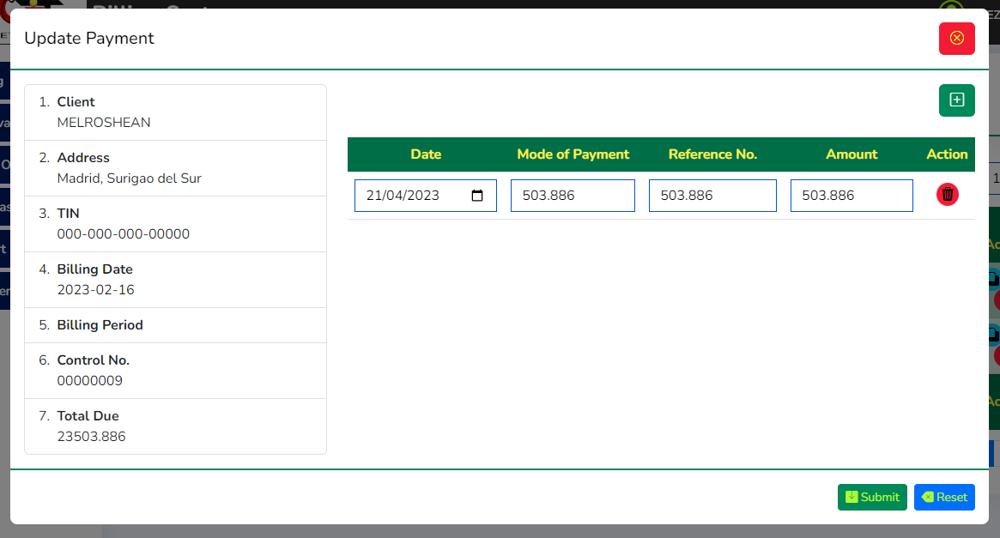 Update Payment
1. Client
MELROSHEAN
2. Address
Madrid, Surigao del Sur
3. TIN
000-000-000-00000
4. Billing Date
2023-02-16
5. Billing Period
6. Control No.
00000009
7. Total Due
23503.886
Date Mode of Payment Reference No. Amount Action
21/04/2023 503.886 503.886 503.886
Submit Reset